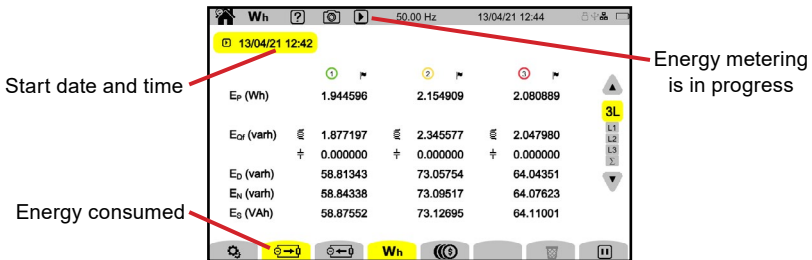 Wh ? 50.00 Hz 13/04/21 12:44
13/04/21 12:42
Start date and time
Energy metering
is in progress
1 2 3
EP (Wh) 1.944596 2.154909 2.080889
3L
L1
L2
L3
Σ
EQf (varh) 1.877197 2.345577 2.047980
0.000000 0.000000 0.000000
ED (varh) 58.81343 73.05754 64.04351
EN (varh) 58.84338 73.09517 64.07623
ES (VAh) 58.87552 73.12695 64.11001
Energy consumed
Wh $